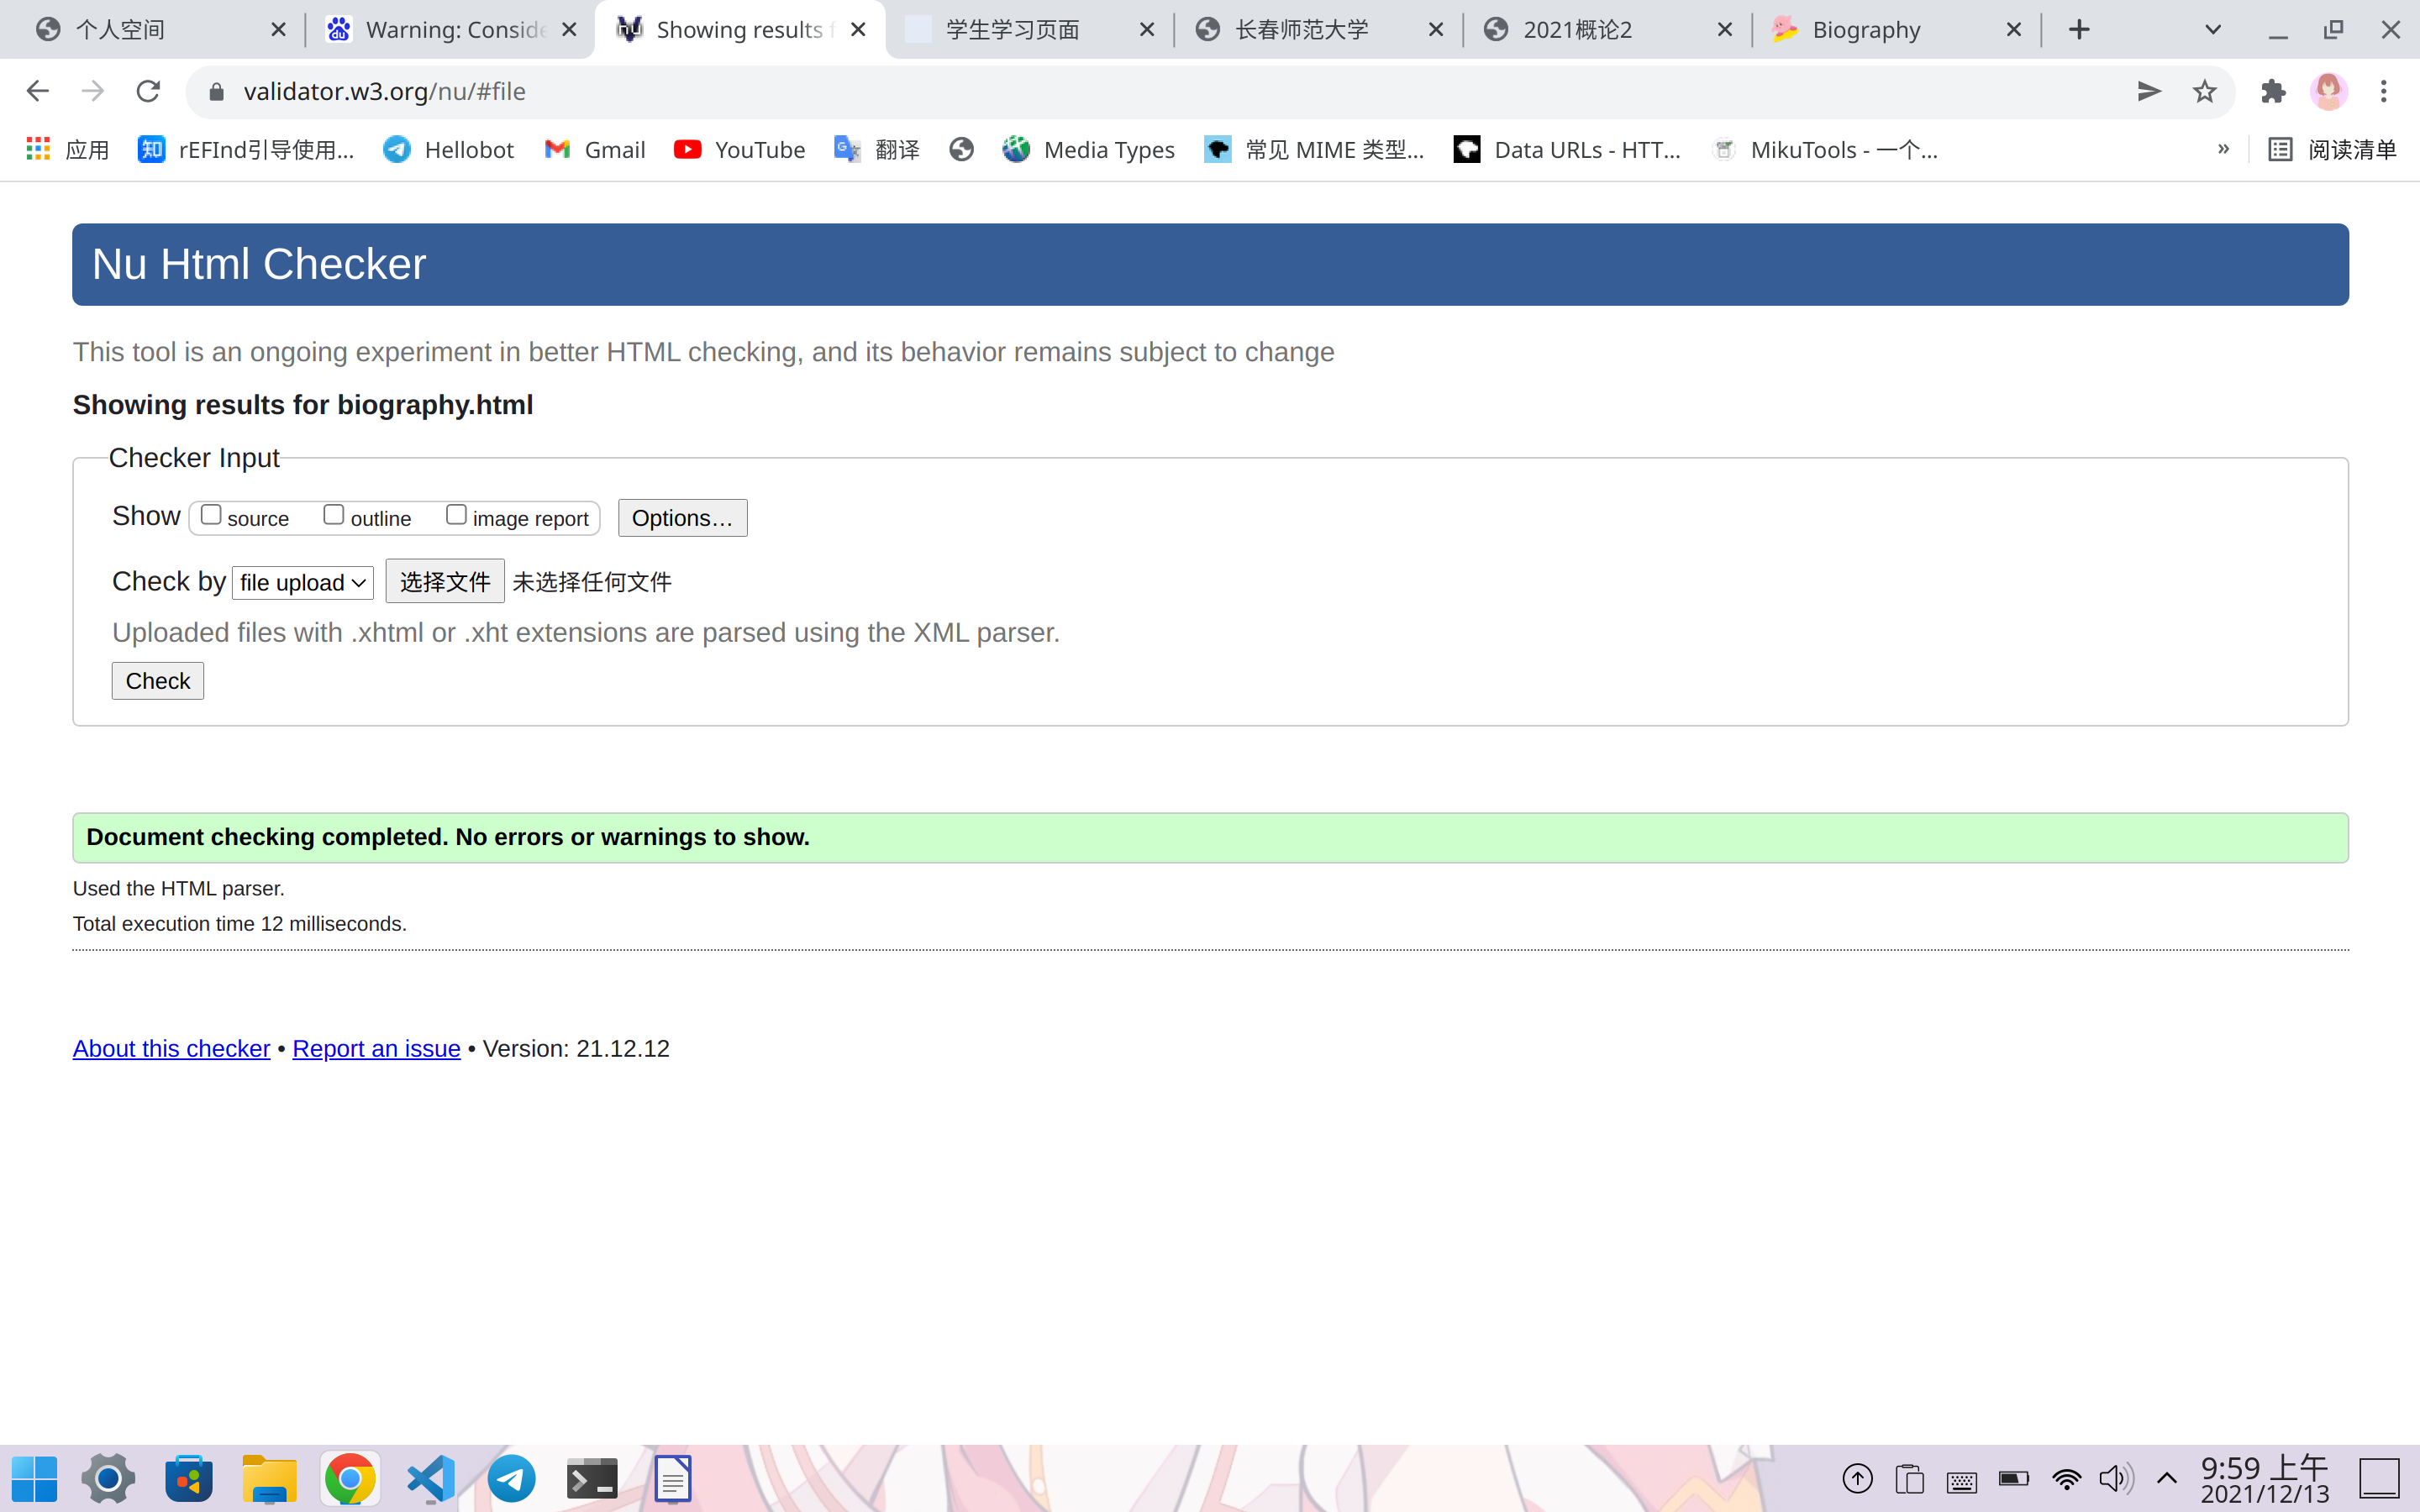 个人空间
Warning: Conside
Showing results f
学生学习页面
长春师范大学
2021概论2
Biography
validator.w3.org/nu/#file
应用
知
rEFInd引导使用...
Hellobot
Gmail
YouTube
翻译
Media Types
常见 MIME 类型...
Data URLs - HTT...
MikuTools - 一个...
»
阅读清单
Nu Html Checker
This tool is an ongoing experiment in better HTML checking, and its behavior remains subject to change
Showing results for biography.html
Checker Input
Show source outline image report Options...
Check by file upload 选择文件 未选择任何文件
Uploaded files with .xhtml or .xht extensions are parsed using the XML parser.
Check
Document checking completed. No errors or warnings to show.
Used the HTML parser.
Total execution time 12 milliseconds.
About this checker • Report an issue • Version: 21.12.12
9:59 上午
2021/12/13